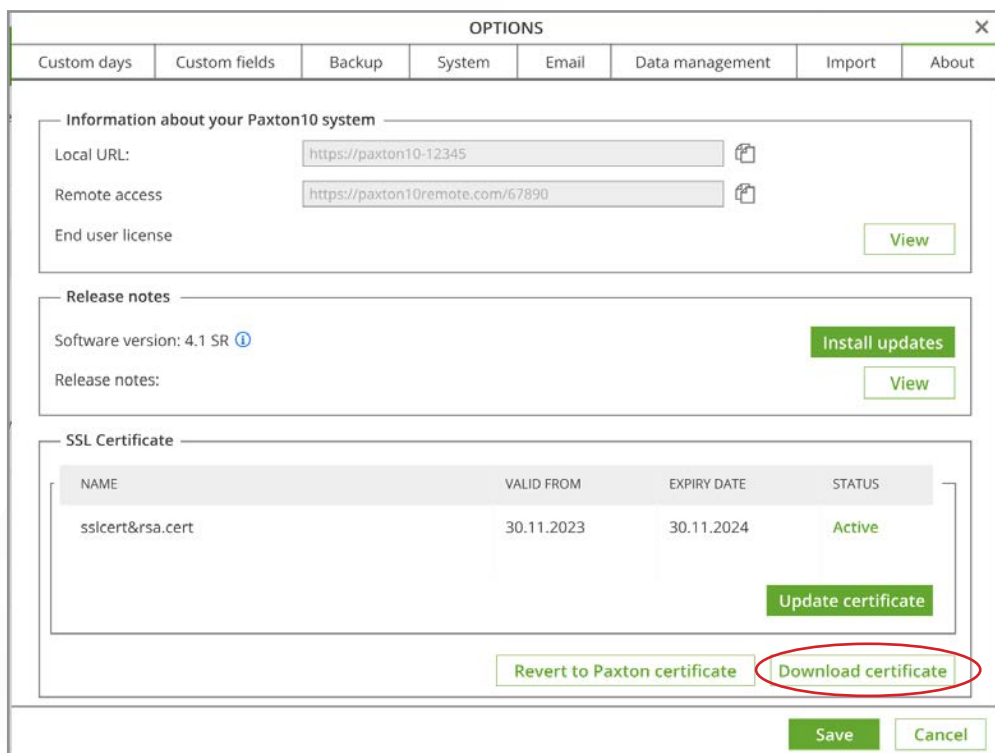 OPTIONS
Custom days Custom fields Backup System Email Data management Import About
Information about your Paxton10 system
Local URL: https://paxton10-12345
Remote access https://paxton10remote.com/67890
End user license View
Release notes
Software version: 4.1 SR
Install updates
Release notes: View
SSL Certificate
NAME VALID FROM EXPIRY DATE STATUS
sslcert&rsa.cert 30.11.2023 30.11.2024 Active
Update certificate
Revert to Paxton certificate Download certificate
Save Cancel